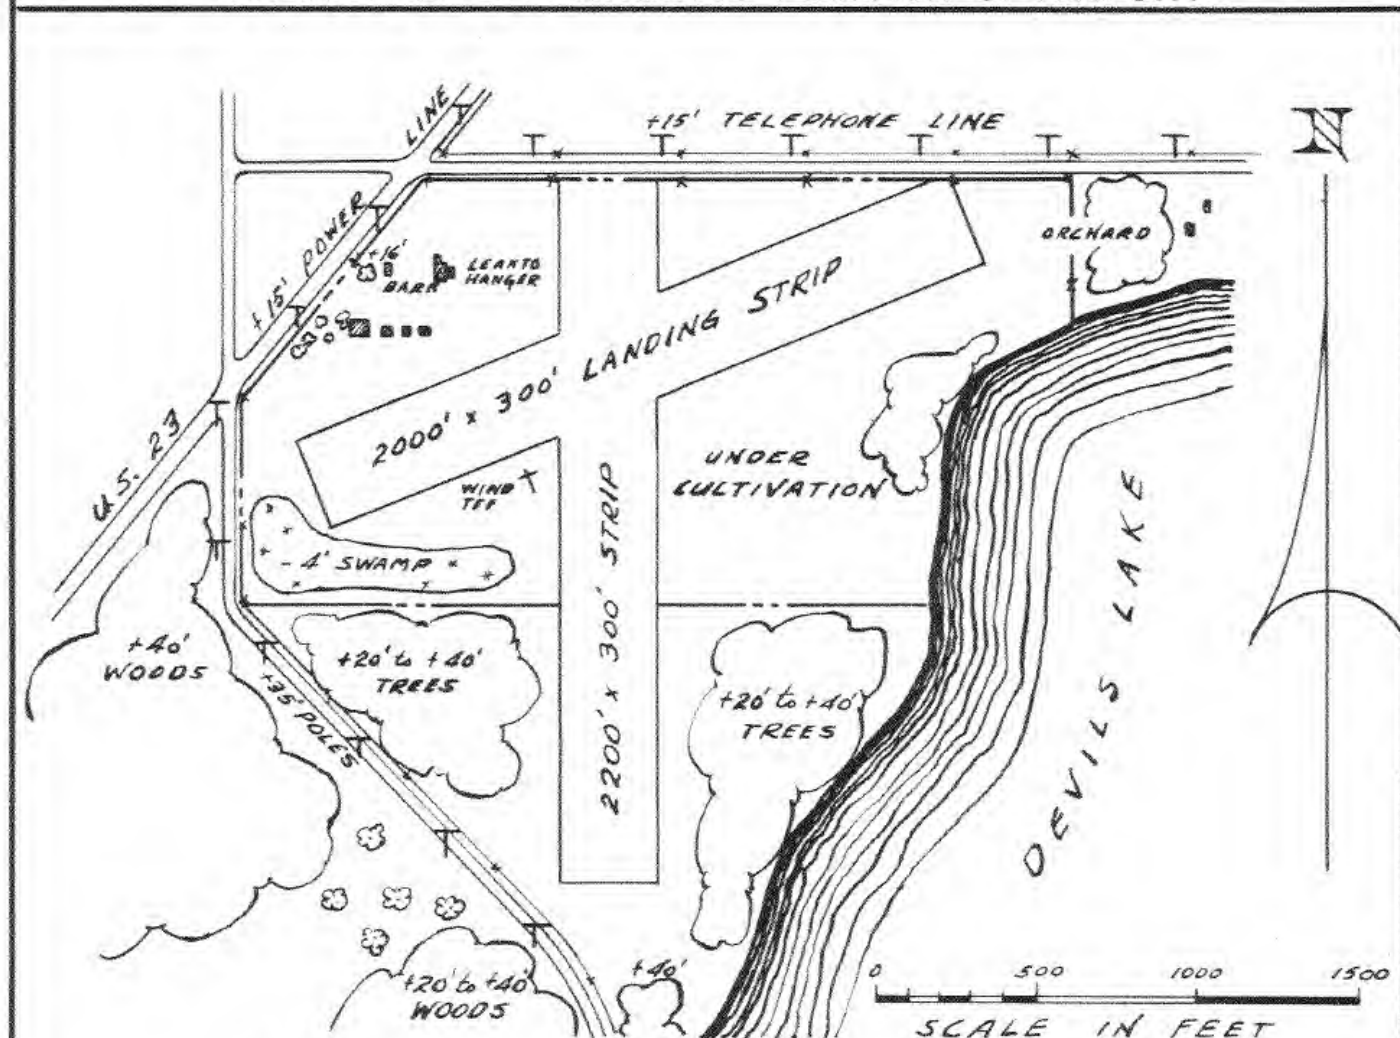 +15' TELEPHONE LINE
N
+15' POWER LINE
+16'
BARN
LEANTO
HANGER
ORCHARD
2000' x 300' LANDING STRIP
U.S. 23
WIND
TEE
UNDER
CULTIVATION
- 4' SWAMP
2200' x 300' STRIP
+40'
WOODS
+20' to +40'
TREES
+35' POLES
+20' to +40'
TREES
DEVILS LAKE
+20' to +40'
WOODS
+40'
0 500 1000 1500
SCALE IN FEET